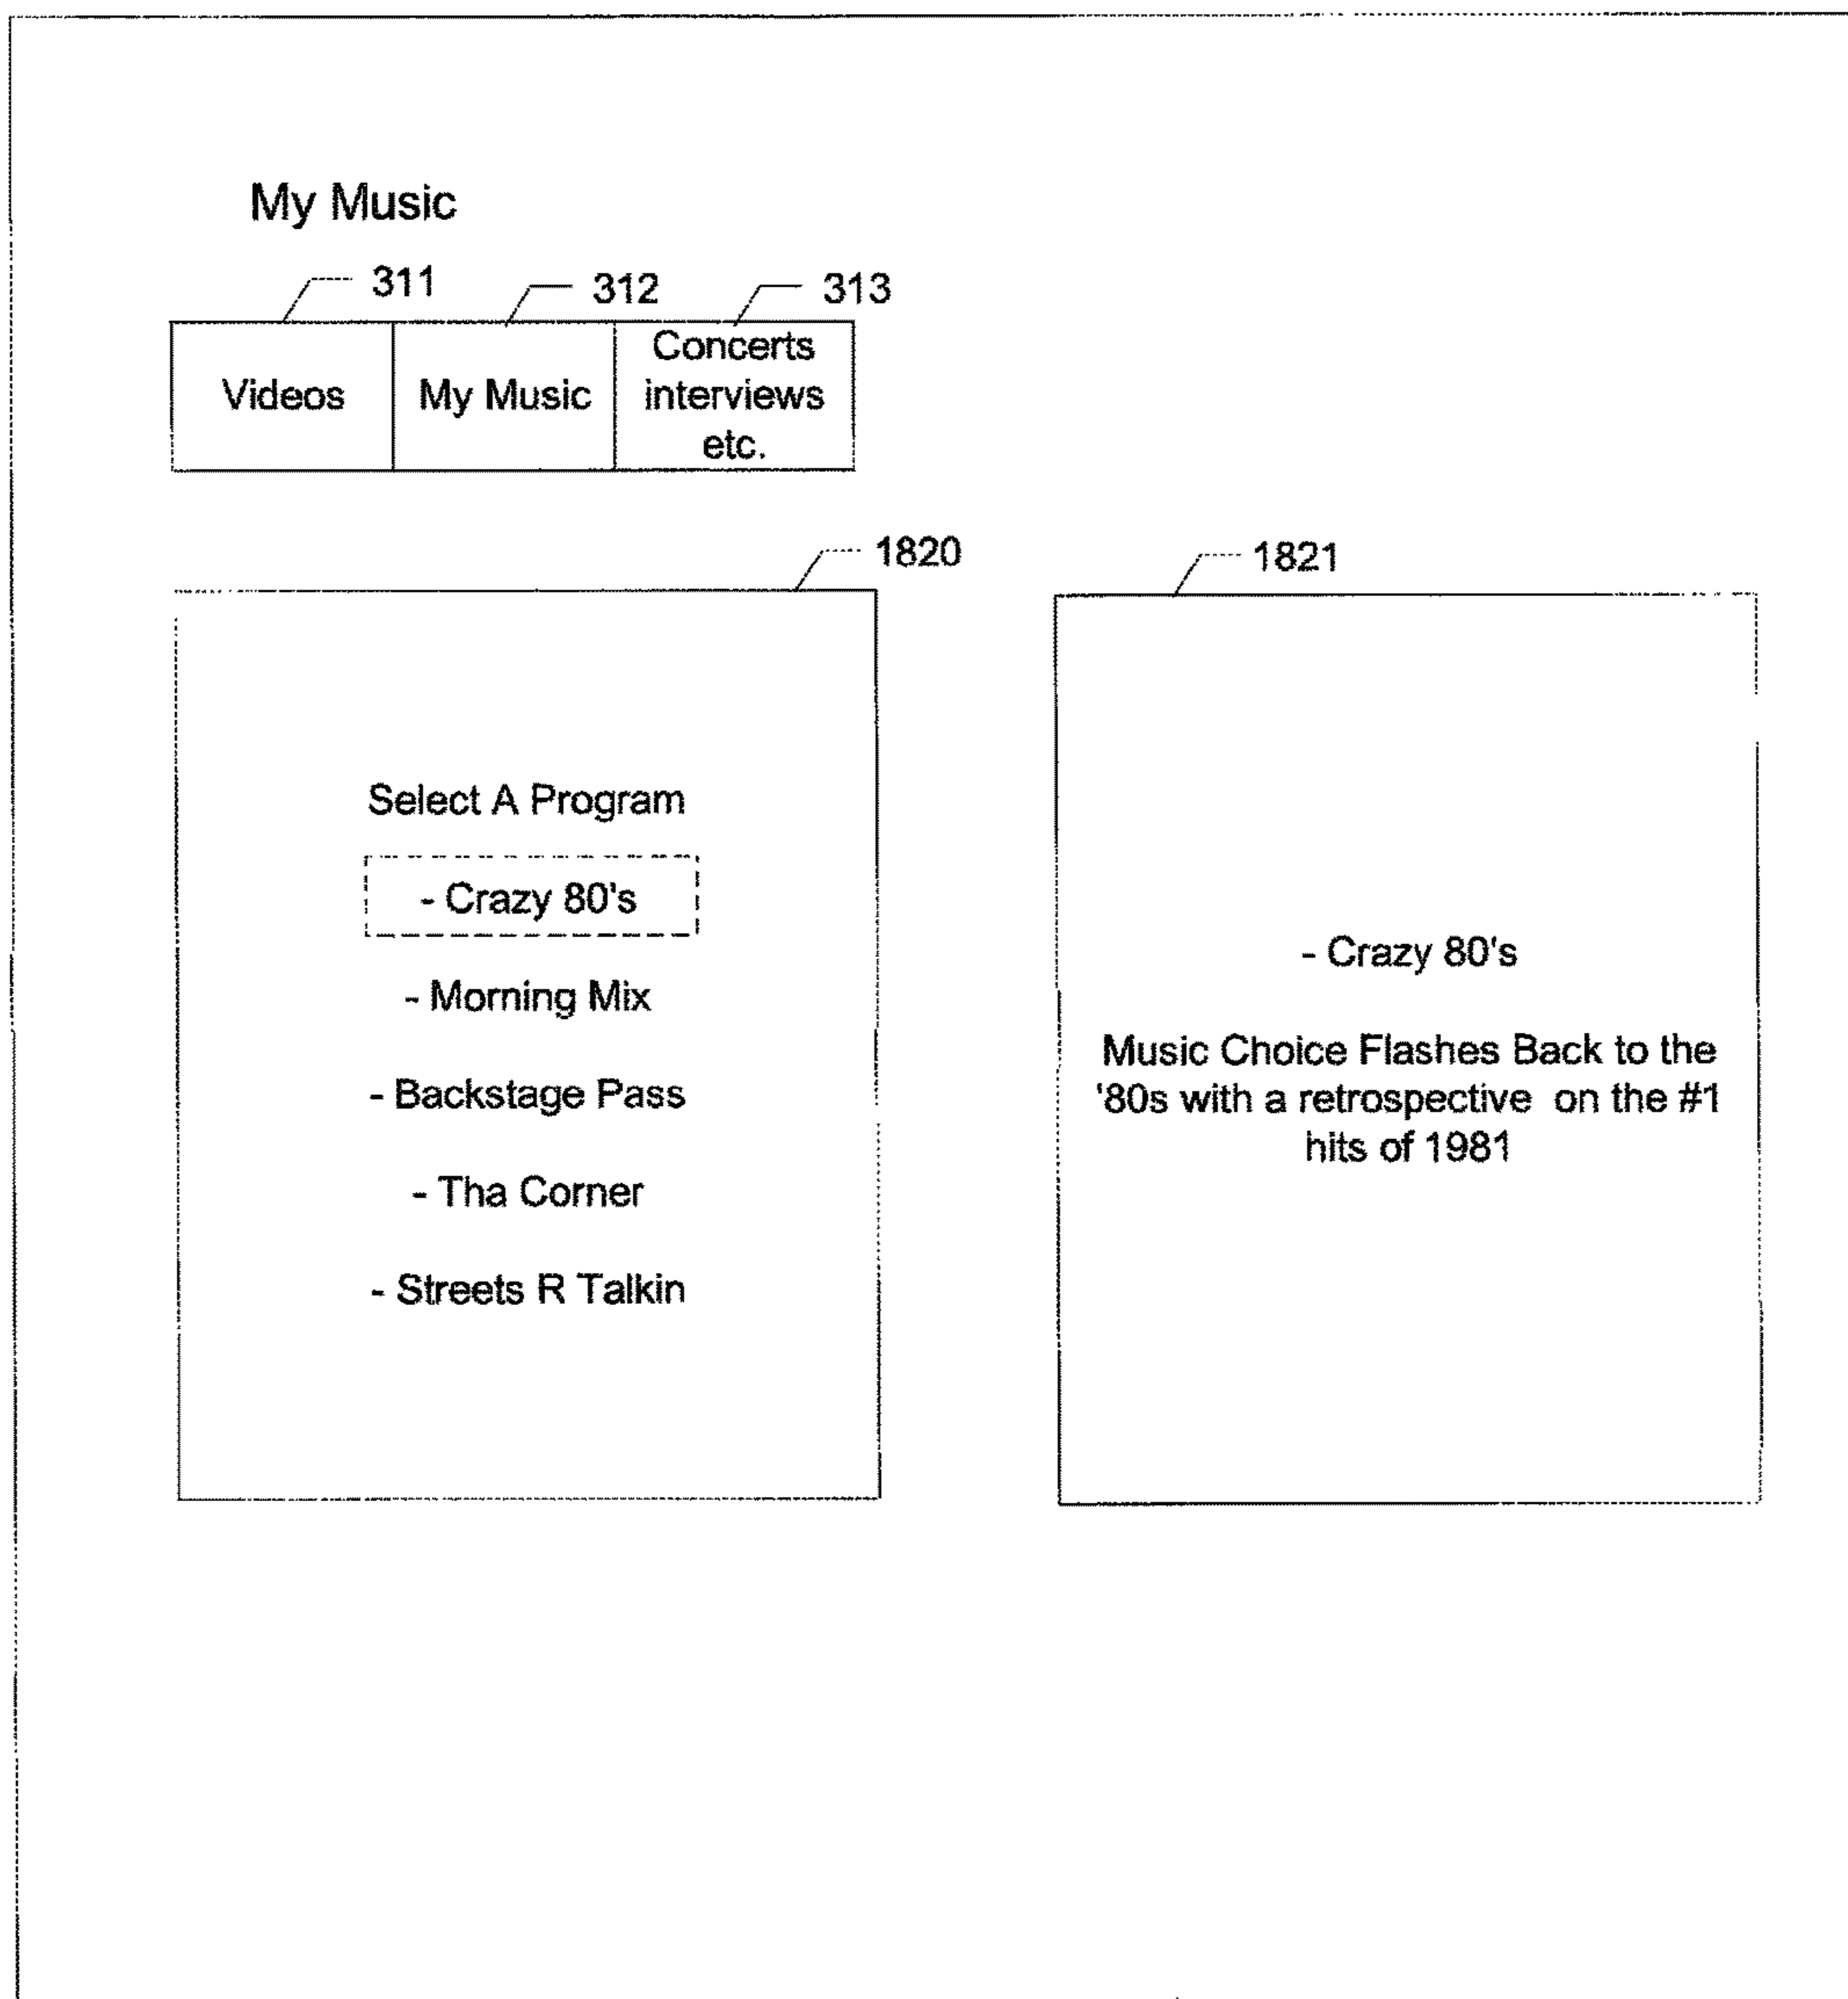 My Music
311
312
313
Videos
My Music
Concerts
interviews
etc.
1820
1821
Select A Program
- Crazy 80's
- Morning Mix
- Backstage Pass
- Tha Corner
- Streets R Talkin
- Crazy 80's
Music Choice Flashes Back to the
'80s with a retrospective on the #1
hits of 1981